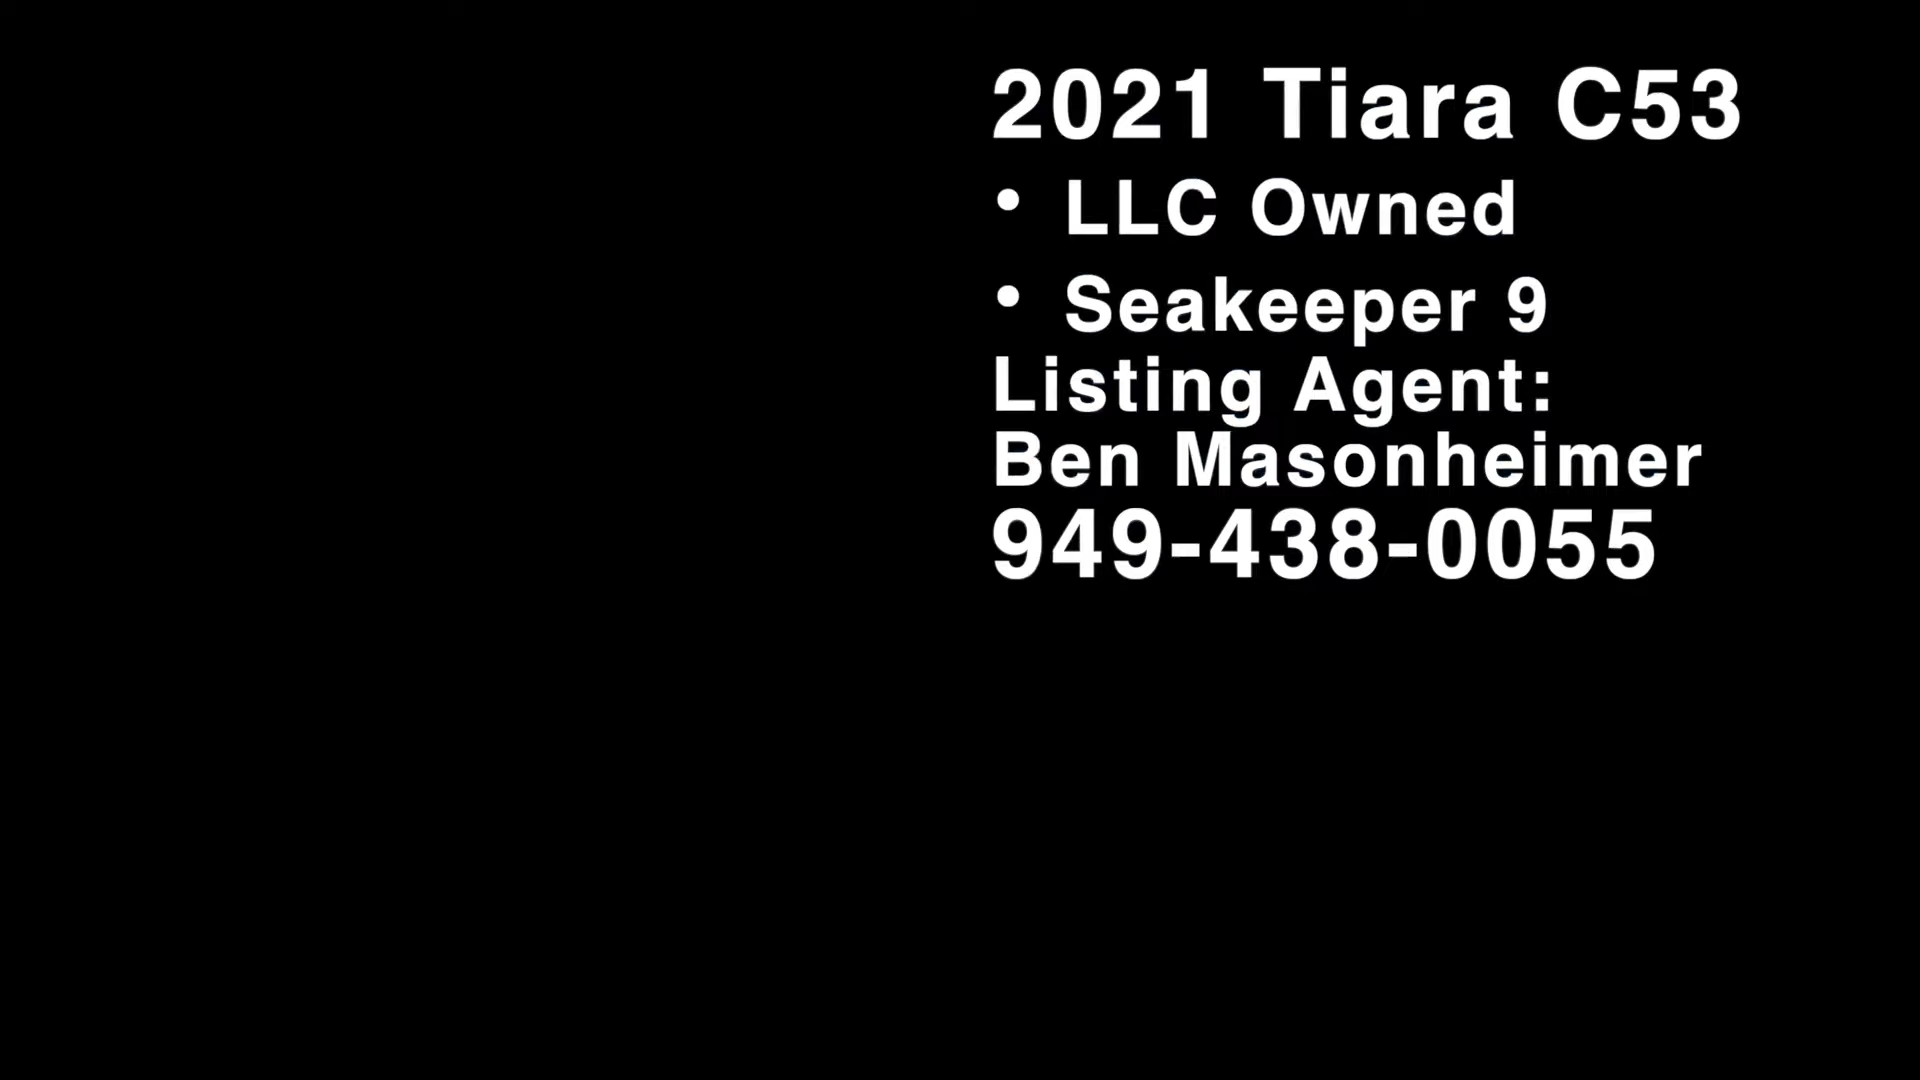 2021 Tiara C53
• LLC Owned
• Seakeeper 9
Listing Agent:
Ben Masonheimer
949-438-0055